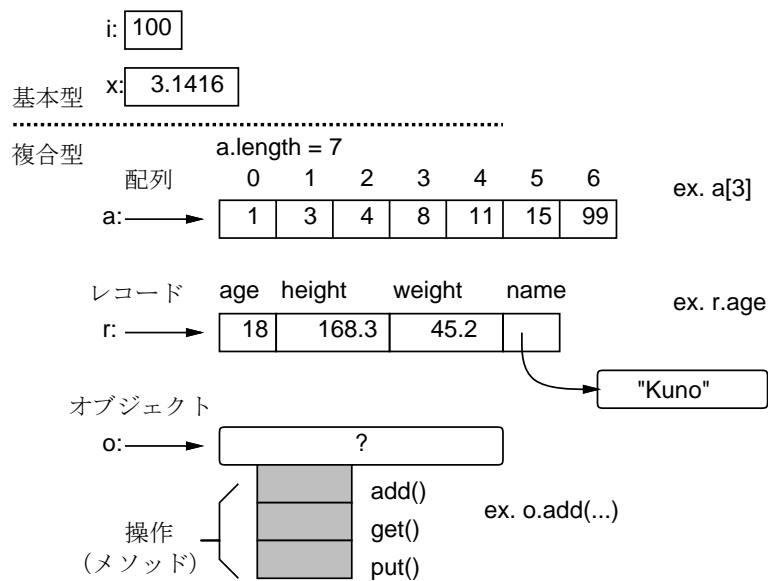 i: 100
x: 3.1416
基本型
複合型
a.length = 7
配列 0 1 2 3 4 5 6
a: 1 3 4 8 11 15 99
ex. a[3]
レコード age height weight name
r: 18 168.3 45.2
ex. r.age
"Kuno"
オブジェクト
o: ?
操作
(メソッド)
add()
get()
put()
ex. o.add(...)